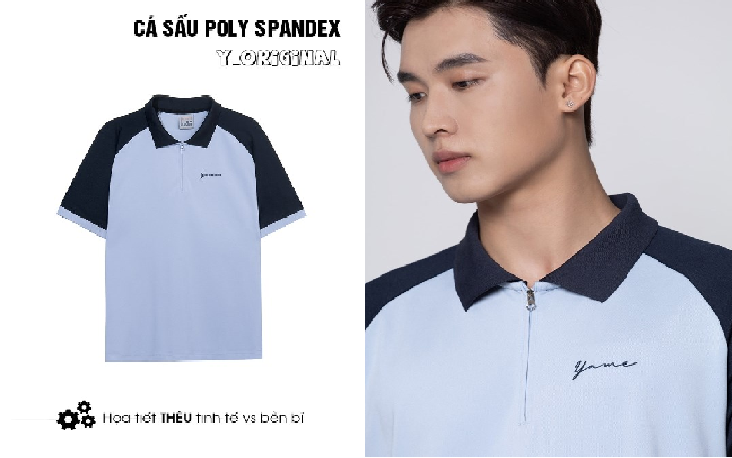 CÁ SẤU POLY SPANDEX
Y_ORIGINAL
Họa tiết THÊU tinh tế vs bền bỉ
Yame